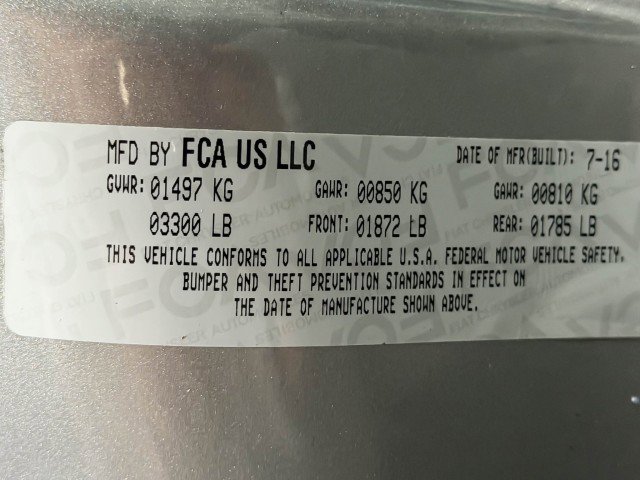 MFD BY FCA US LLC DATE OF MFR(BUILT): 7-16
GVWR: 01497 KG GAWR: 00850 KG GAWR: 00810 KG
03300 LB FRONT: 01872 LB REAR: 01785 LB
THIS VEHICLE CONFORMS TO ALL APPLICABLE U.S.A. FEDERAL MOTOR VEHICLE SAFETY,
BUMPER AND THEFT PREVENTION STANDARDS IN EFFECT ON
THE DATE OF MANUFACTURE SHOWN ABOVE.